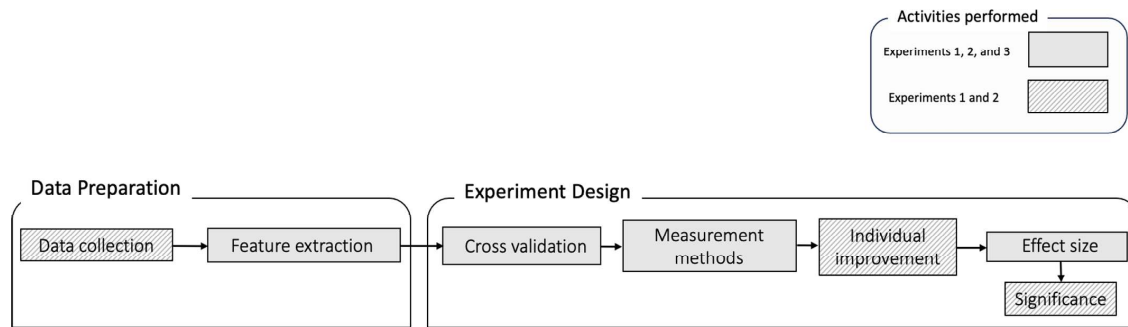 Activities performed
Experiments 1, 2, and 3
Experiments 1 and 2
Data Preparation
Experiment Design
Data collection
Feature extraction
Cross validation
Measurement
methods
Individual
improvement
Effect size
Significance